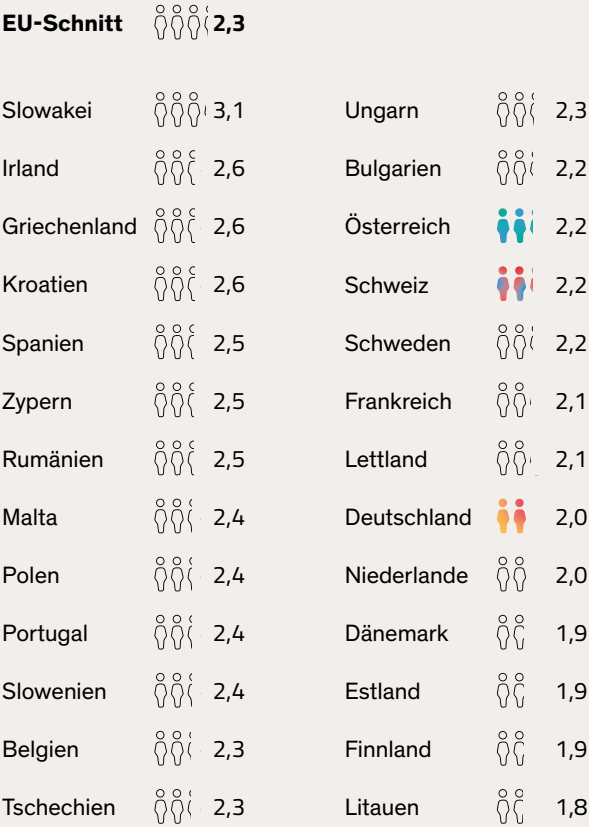 EU-Schnitt 2,3
Slowakei 3,1
Irland 2,6
Griechenland 2,6
Kroatien 2,6
Spanien 2,5
Zypern 2,5
Rumänien 2,5
Malta 2,4
Polen 2,4
Portugal 2,4
Slowenien 2,4
Belgien 2,3
Tschechien 2,3
Ungarn 2,3
Bulgarien 2,2
Österreich 2,2
Schweiz 2,2
Schweden 2,2
Frankreich 2,1
Lettland 2,1
Deutschland 2,0
Niederlande 2,0
Dänemark 1,9
Estland 1,9
Finnland 1,9
Litauen 1,8